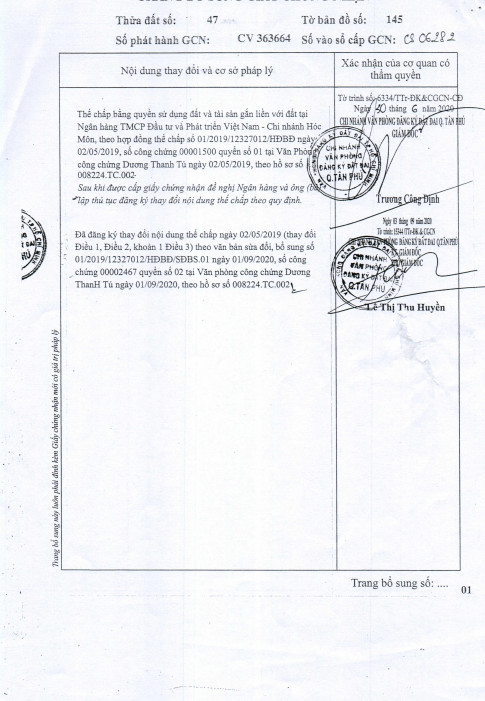 Thửa đất số: 47 Tờ bản đồ số: 145
Số phát hành GCN: CV 363664 Số vào sổ cấp GCN: CS 06282
Nội dung thay đổi và cơ sở pháp lý
Xác nhận của cơ quan có
thẩm quyền
Thế chấp bằng quyền sử dụng đất và tài sản gắn liền với đất tại
Ngân hàng TMCP Đầu tư và Phát triển Việt Nam - Chi nhánh Hóc
Môn, theo hợp đồng thế chấp số 01/2019/12327012/HĐBĐ ngày
02/05/2019, số công chứng 00001500 quyển số 01 tại Văn Phòng
công chứng Dương Thanh Tú ngày 02/05/2019, theo hồ sơ số
008224.TC.002
Sau khi được cấp giấy chứng nhận đề nghị Ngân hàng và ông (bà)
lập thủ tục đăng ký thay đổi nội dung thế chấp theo quy định.
Tờ trình số: 6334/TTr-ĐK&CGCN-CĐ
Ngày 30 tháng 6 năm 2020
CHI NHÁNH VĂN PHÒNG ĐĂNG KÝ ĐẤT ĐAI Q. TÂN PHÚ
GIÁM ĐỐC
CHI NHÁNH
VĂN PHÒNG
ĐĂNG KÝ ĐẤT ĐAI
Q.TÂN PHÚ
Trương Công Định
Đã đăng ký thay đổi nội dung thế chấp ngày 02/05/2019 (thay đổi
Điều 1, Điều 2, khoản 1 Điều 3) theo văn bản sửa đổi, bổ sung số
01/2019/12327012/HĐBĐ/SĐBS.01 ngày 01/09/2020, số công
chứng 00002467 quyển số 02 tại Văn phòng công chứng Dương
ThanH Tú ngày 01/09/2020, theo hồ sơ số 008224.TC.002
Ngày 03 tháng 09 năm 2020
Tờ trình: 15344 /TTr-ĐK & CGCN
VĂN PHÒNG ĐĂNG KÝ ĐẤT ĐAI Q.TÂN PHÚ
GIÁM ĐỐC
CHI NHÁNH
VĂN PHÒNG
ĐĂNG KÝ ĐẤT ĐAI
Q.TÂN PHÚ
Lê Thị Thu Huyền
Trang bổ sung này luôn phải đính kèm Giấy chứng nhận mới có giá trị pháp lý
Trang bổ sung số: ....
01